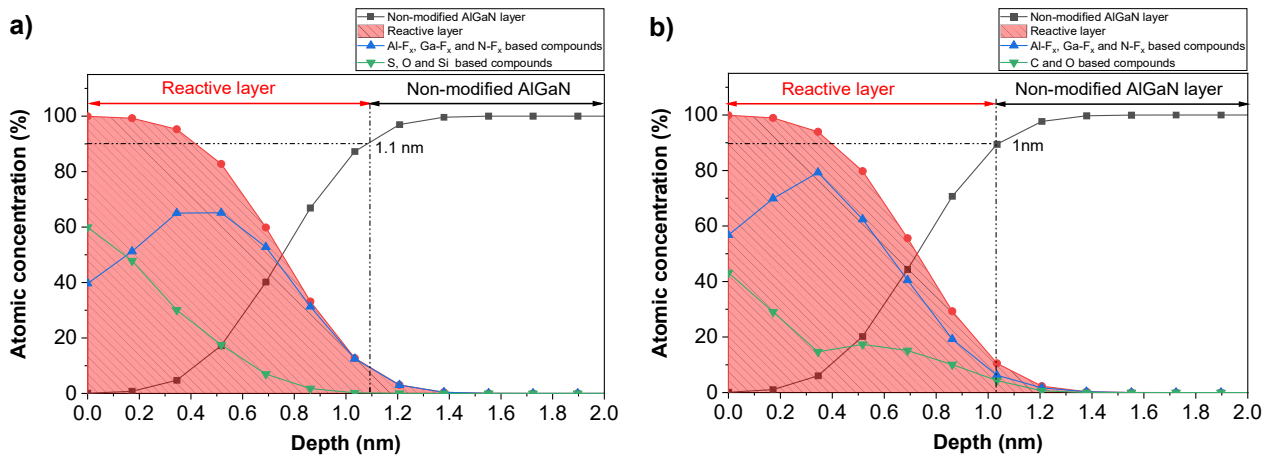 a)
Non-modified AlGaN layer
Reactive layer
Al-Fₓ, Ga-Fₓ and N-Fₓ based compounds
S, O and Si based compounds
Reactive layer
Non-modified AlGaN
100
80
60
40
20
0
1.1 nm
Atomic concentration (%)
0.0 0.2 0.4 0.6 0.8 1.0 1.2 1.4 1.6 1.8 2.0
Depth (nm)
b)
Non-modified AlGaN layer
Reactive layer
Al-Fₓ, Ga-Fₓ and N-Fₓ based compounds
C and O based compounds
Reactive layer
Non-modified AlGaN layer
100
80
60
40
20
0
1nm
Atomic concentration (%)
0.0 0.2 0.4 0.6 0.8 1.0 1.2 1.4 1.6 1.8 2.0
Depth (nm)